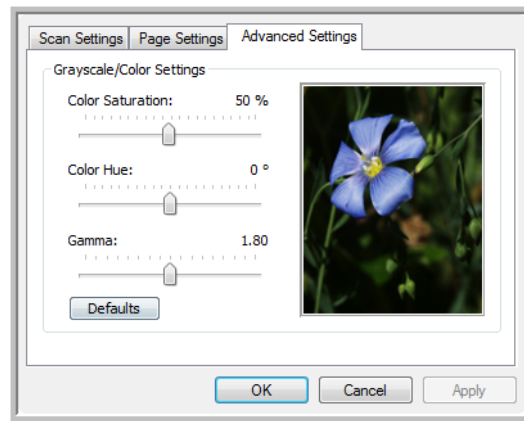 Scan Settings Page Settings Advanced Settings
Grayscale/Color Settings
Color Saturation: 50 %
Color Hue: 0 °
Gamma: 1.80
Defaults
OK Cancel Apply